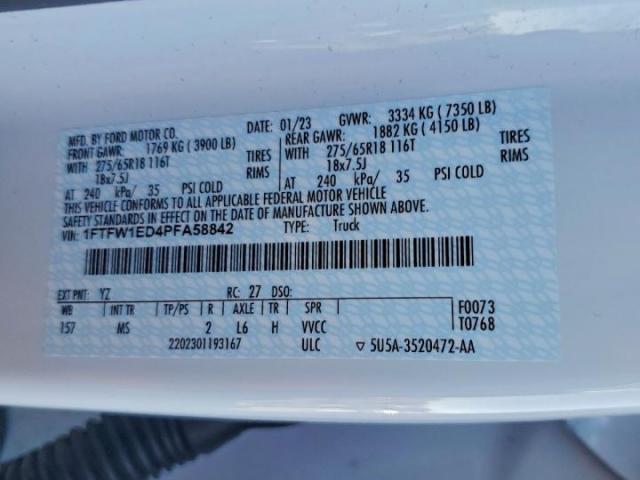 MFD. BY FORD MOTOR CO. DATE: 01/23 GVWR: 3334 KG (7350 LB)
FRONT GAWR: 1769 KG (3900 LB) REAR GAWR: 1882 KG (4150 LB)
WITH 275/65R18 116T TIRES WITH 275/65R18 116T TIRES
18x7.5J RIMS 18x7.5J RIMS
AT 240 kPa/ 35 PSI COLD AT 240 kPa/ 35 PSI COLD
THIS VEHICLE CONFORMS TO ALL APPLICABLE FEDERAL MOTOR VEHICLE
SAFETY STANDARDS IN EFFECT ON THE DATE OF MANUFACTURE SHOWN ABOVE.
VIN: 1FTFW1ED4PFA58842 TYPE: Truck
EXT PNT: YZ RC: 27 DSO:
WB INT TR TP/PS R AXLE TR SPR F0073
157 MS 2 L6 H VVCC T0768
2202301193167 ULC ▽ 5U5A-3520472-AA